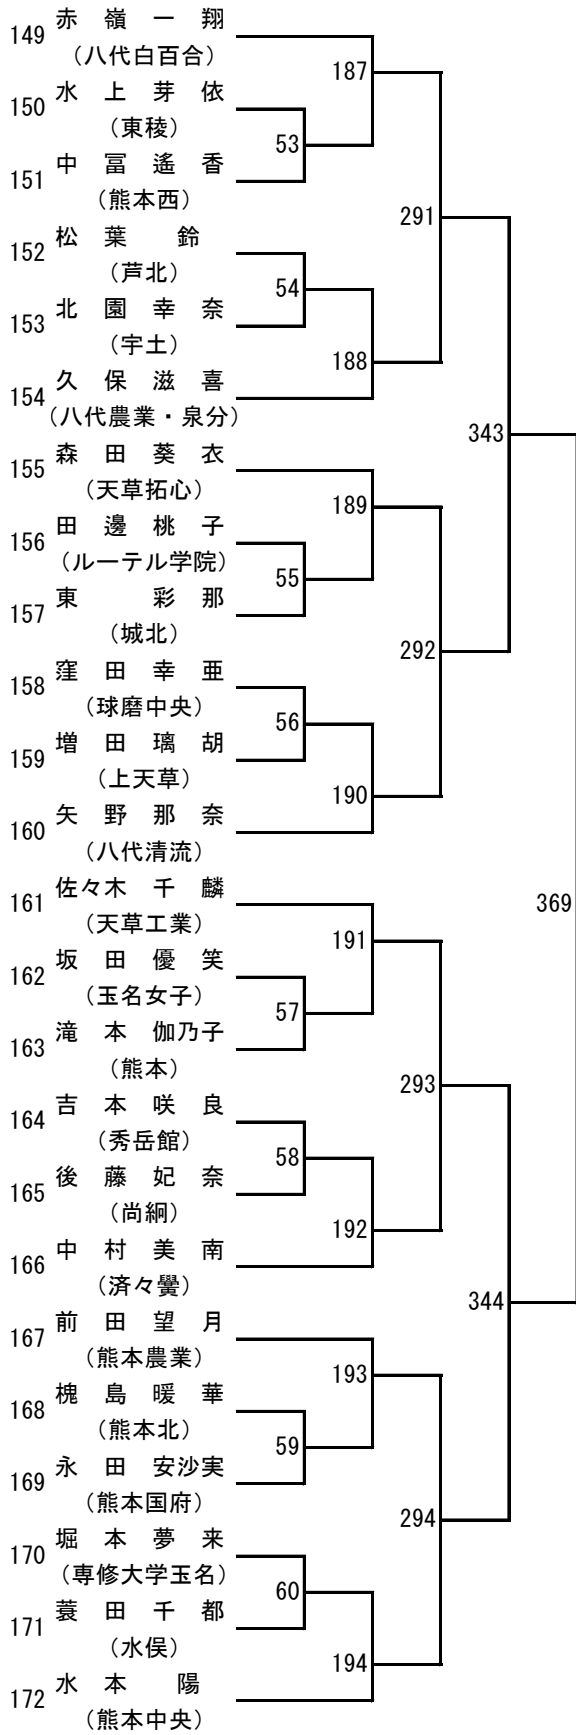 149 赤嶺一翔
(八代白百合)
187
150 水上芽依
(東稜)
53
151 中冨遙香
(熊本西)
291
152 松葉鈴
(芦北)
54
153 北園幸奈
(宇土)
188
154 久保滋喜
(八代農業・泉分)
343
155 森田葵衣
(天草拓心)
189
156 田邊桃子
(ルーテル学院)
55
157 東彩那
(城北)
292
158 窪田幸亜
(球磨中央)
56
159 増田璃胡
(上天草)
190
160 矢野那奈
(八代清流)
369
161 佐々木千麟
(天草工業)
191
162 坂田優笑
(玉名女子)
57
163 滝本伽乃子
(熊本)
293
164 吉本咲良
(秀岳館)
58
165 後藤妃奈
(尚絅)
192
166 中村美南
(済々黌)
344
167 前田望月
(熊本農業)
193
168 槐島暖華
(熊本北)
59
169 永田安沙実
(熊本国府)
294
170 堀本夢来
(専修大学玉名)
60
171 蓑田千都
(水俣)
194
172 水本陽
(熊本中央)